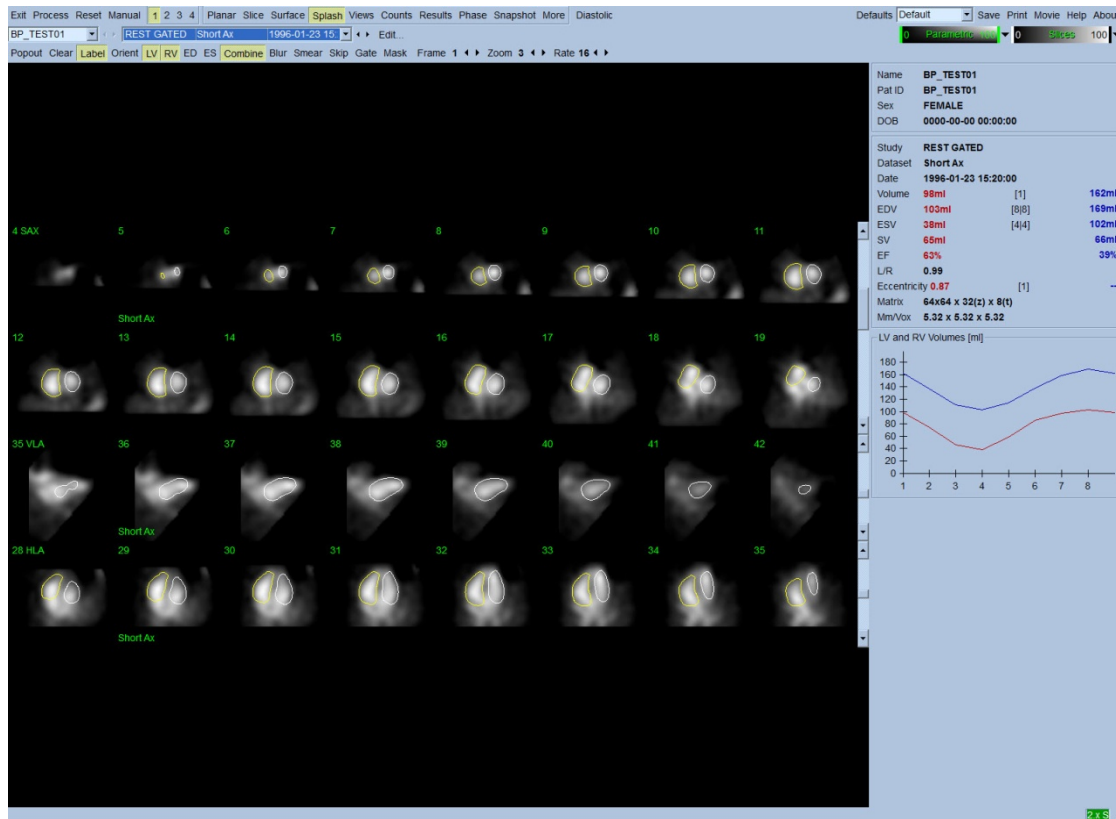 Exit Process Reset Manual 1 2 3 4 Planar Slice Surface Splash Views Counts Results Phase Snapshot More Diastolic Defaults Default Save Print Movie Help Abou
BP_TEST01 REST GATED Short Ax 1996-01-23 15: Edit...
Popout Clear Label Orient LV RV ED ES Combine Blur Smear Skip Gate Mask Frame 1 Zoom 3 Rate 16
0 Parametric 100 0 Slices 100
Name BP_TEST01
Pat ID BP_TEST01
Sex FEMALE
DOB 0000-00-00 00:00:00
Study REST GATED
Dataset Short Ax
Date 1996-01-23 15:20:00
Volume 98ml [1] 162ml
EDV 103ml [8|8] 169ml
ESV 38ml [4|4] 102ml
SV 65ml 66ml
EF 63% 39%
L/R 0.99
Eccentricity 0.87 [1] --
Matrix 64x64 x 32(z) x 8(t)
Mm/Vox 5.32 x 5.32 x 5.32
LV and RV Volumes [ml]
180
160
140
120
100
80
60
40
20
0
1 2 3 4 5 6 7 8
4 SAX 5 6 7 8 9 10 11
Short Ax
12 13 14 15 16 17 18 19
35 VLA 36 37 38 39 40 41 42
Short Ax
28 HLA 29 30 31 32 33 34 35
Short Ax
2 x S